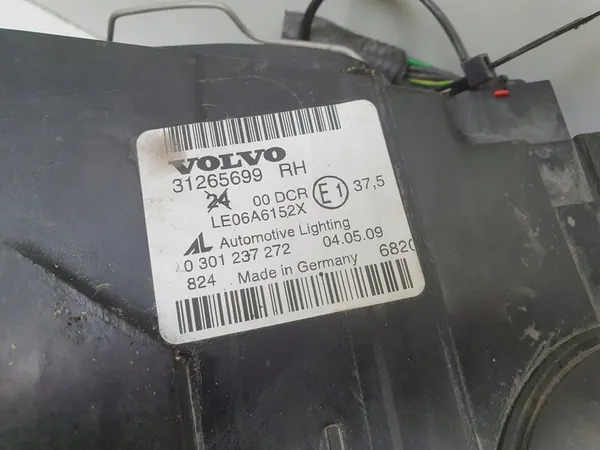 VOLVO
31265699 RH
24 00 DCR E1 37,5
LE06A6152X
AL Automotive Lighting
0 301 237 272 04.05.09
824 Made in Germany 6820